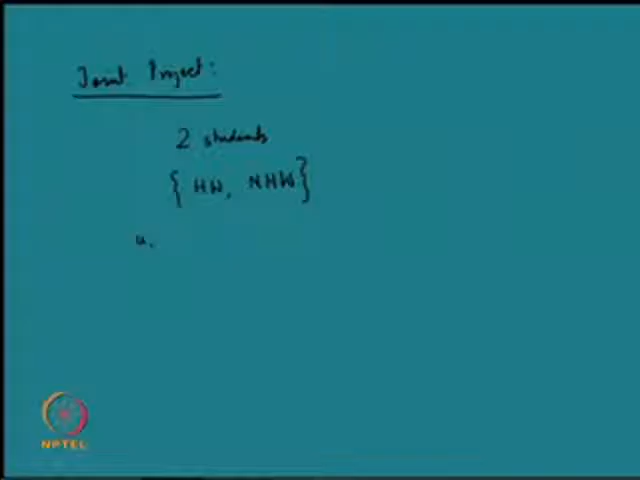 Joint Project:
2 students
{ HW, NHW }
u.
NPTEL